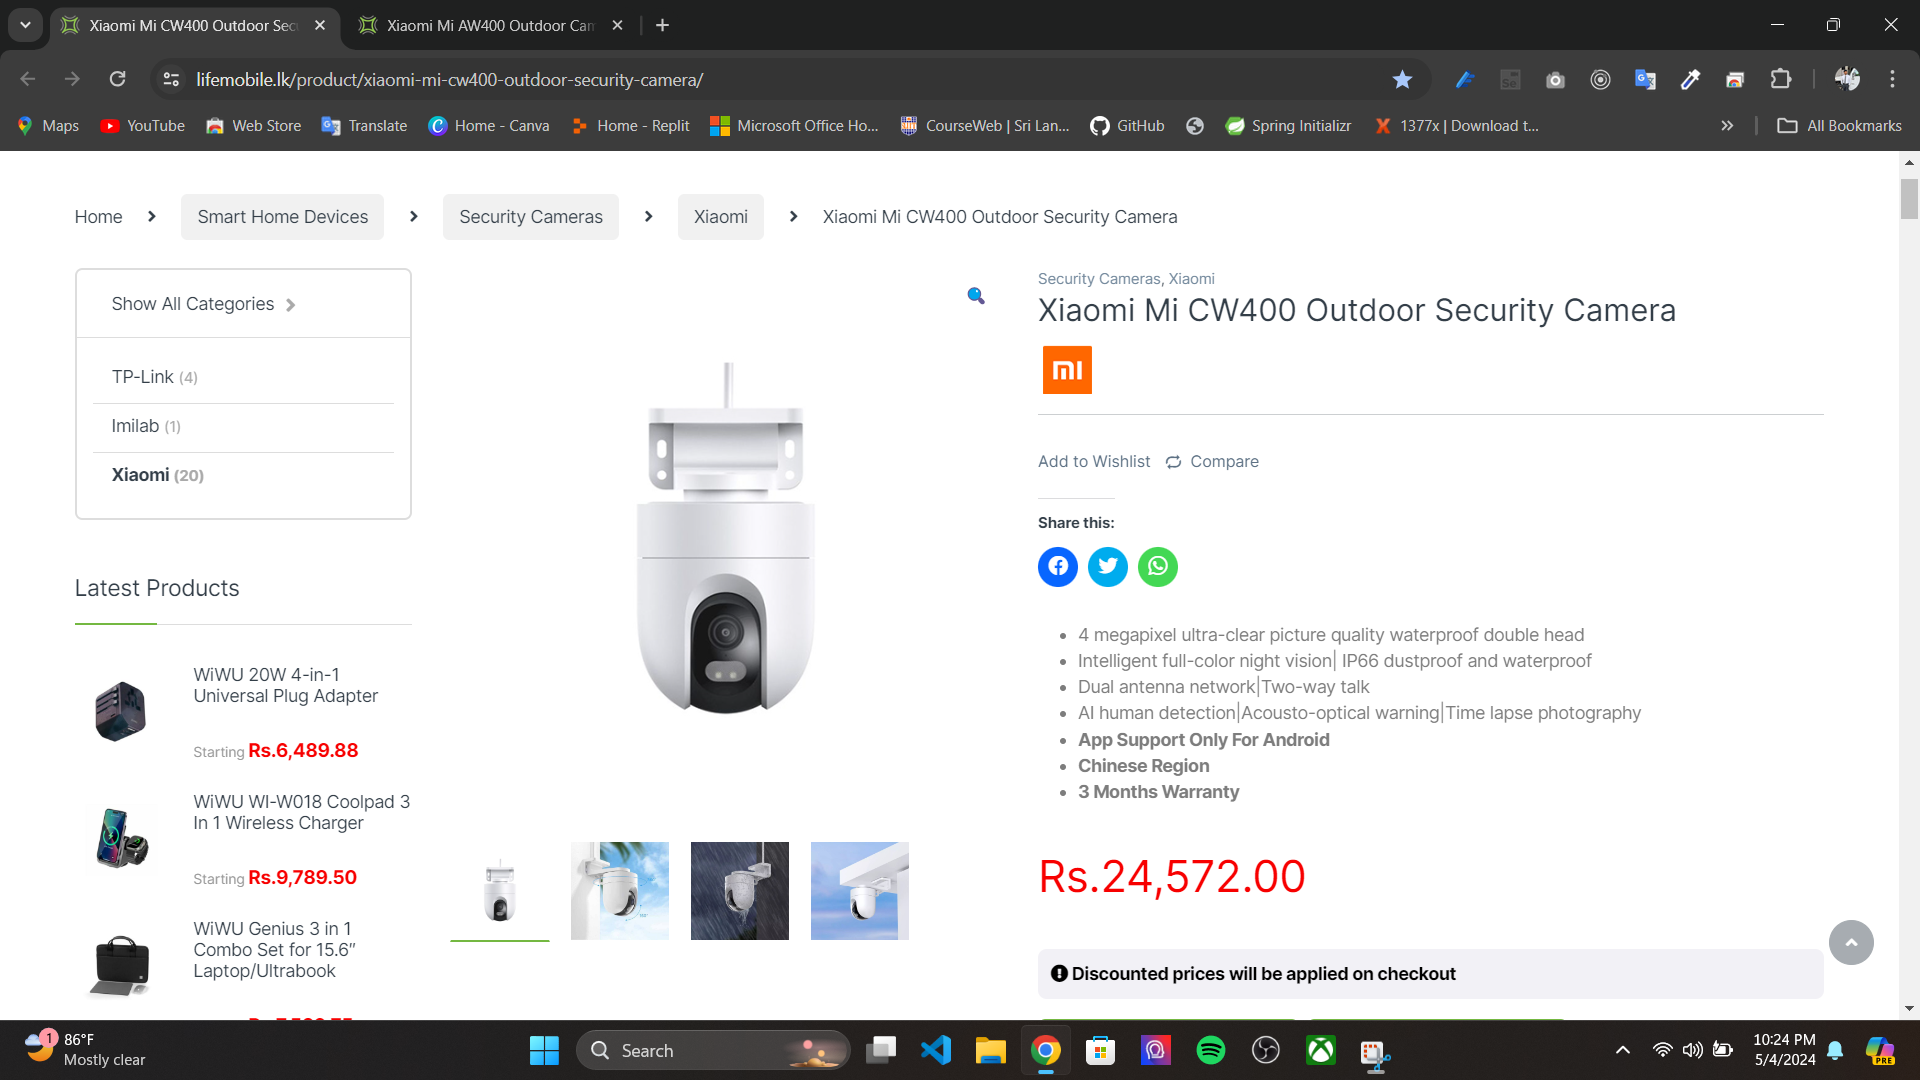 Xiaomi Mi CW400 Outdoor Sec
Xiaomi Mi AW400 Outdoor Can
lifemobile.lk/product/xiaomi-mi-cw400-outdoor-security-camera/
Maps
YouTube
Web Store
Translate
Home - Canva
Home - Replit
Microsoft Office Ho...
CourseWeb | Sri Lan...
GitHub
Spring Initializr
1377x | Download t...
All Bookmarks
Home
Smart Home Devices
Security Cameras
Xiaomi
Xiaomi Mi CW400 Outdoor Security Camera
Show All Categories
TP-Link (4)
Imilab (1)
Xiaomi (20)
Latest Products
WiWU 20W 4-in-1
Universal Plug Adapter
Starting Rs.6,489.88
WiWU WI-W018 Coolpad 3
In 1 Wireless Charger
Starting Rs.9,789.50
WiWU Genius 3 in 1
Combo Set for 15.6″
Laptop/Ultrabook
Security Cameras, Xiaomi
Xiaomi Mi CW400 Outdoor Security Camera
mi
Add to Wishlist
Compare
Share this:
4 megapixel ultra-clear picture quality waterproof double head
Intelligent full-color night vision| IP66 dustproof and waterproof
Dual antenna network|Two-way talk
AI human detection|Acousto-optical warning|Time lapse photography
App Support Only For Android
Chinese Region
3 Months Warranty
Rs.24,572.00
Discounted prices will be applied on checkout
1
86°F
Mostly clear
Search
10:24 PM
5/4/2024
PRE